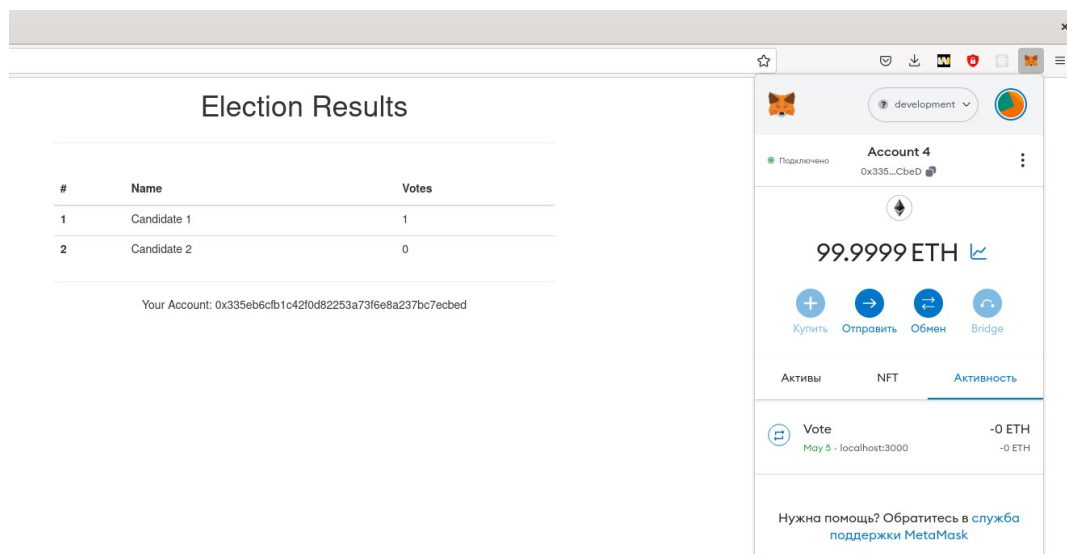 Election Results
# Name Votes
1 Candidate 1 1
2 Candidate 2 0
Your Account: 0x335eb6cfb1c42f0d82253a73f6e8a237bc7ecbed
? development
Подключено
Account 4
0x335...CbeD
99.9999 ETH
Купить Отправить Обмен Bridge
Активы NFT Активность
Vote -0 ETH
May 5 · localhost:3000 -0 ETH
Нужна помощь? Обратитесь в служба
поддержки MetaMask